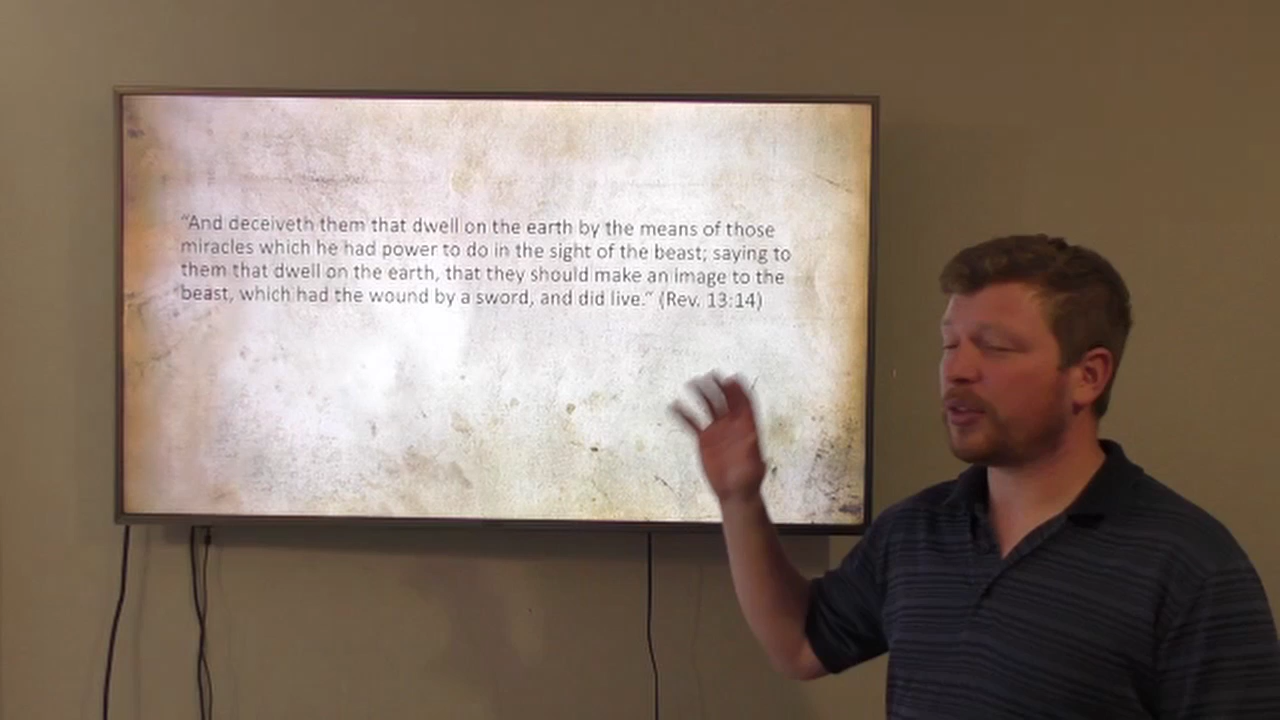 “And deceiveth them that dwell on the earth by the means of those
miracles which he had power to do in the sight of the beast; saying to
them that dwell on the earth, that they should make an image to the
beast, which had the wound by a sword, and did live.” (Rev. 13:14)